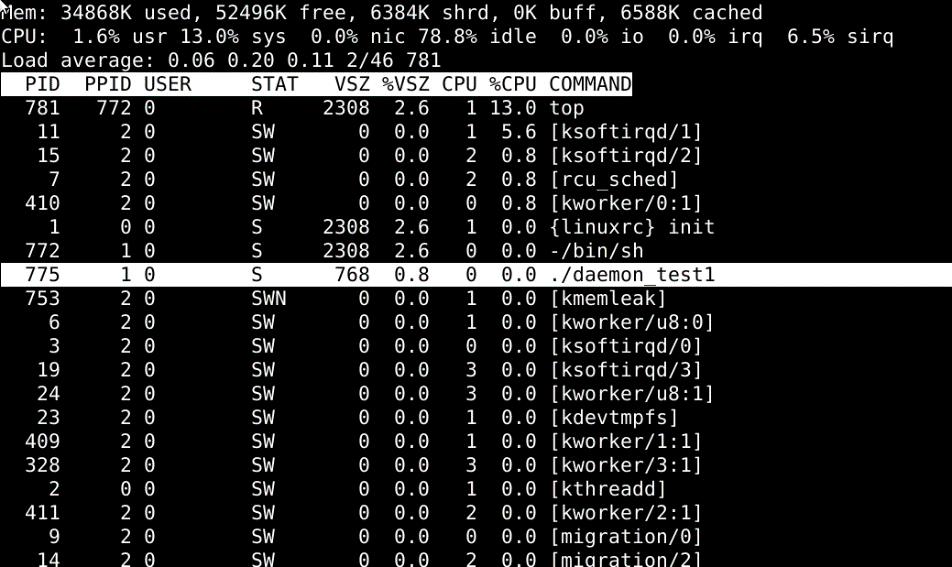 Mem: 34868K used, 52496K free, 6384K shrd, 0K buff, 6588K cached
CPU:  1.6% usr 13.0% sys  0.0% nic 78.8% idle  0.0% io  0.0% irq  6.5% sirq
Load average: 0.06 0.20 0.11 2/46 781
  PID  PPID USER     STAT   VSZ %VSZ CPU %CPU COMMAND
  781   772 0        R     2308  2.6   1 13.0 top
   11     2 0        SW       0  0.0   1  5.6 [ksoftirqd/1]
   15     2 0        SW       0  0.0   2  0.8 [ksoftirqd/2]
    7     2 0        SW       0  0.0   2  0.8 [rcu_sched]
  410     2 0        SW       0  0.0   0  0.8 [kworker/0:1]
    1     0 0        S     2308  2.6   1  0.0 {linuxrc} init
  772     1 0        S     2308  2.6   0  0.0 -/bin/sh
  775     1 0        S      768  0.8   0  0.0 ./daemon_test1
  753     2 0        SWN      0  0.0   1  0.0 [kmemleak]
    6     2 0        SW       0  0.0   1  0.0 [kworker/u8:0]
    3     2 0        SW       0  0.0   0  0.0 [ksoftirqd/0]
   19     2 0        SW       0  0.0   3  0.0 [ksoftirqd/3]
   24     2 0        SW       0  0.0   3  0.0 [kworker/u8:1]
   23     2 0        SW       0  0.0   1  0.0 [kdevtmpfs]
  409     2 0        SW       0  0.0   1  0.0 [kworker/1:1]
  328     2 0        SW       0  0.0   3  0.0 [kworker/3:1]
    2     0 0        SW       0  0.0   1  0.0 [kthreadd]
  411     2 0        SW       0  0.0   2  0.0 [kworker/2:1]
    9     2 0        SW       0  0.0   0  0.0 [migration/0]
   14     2 0        SW       0  0.0   2  0.0 [migration/2]